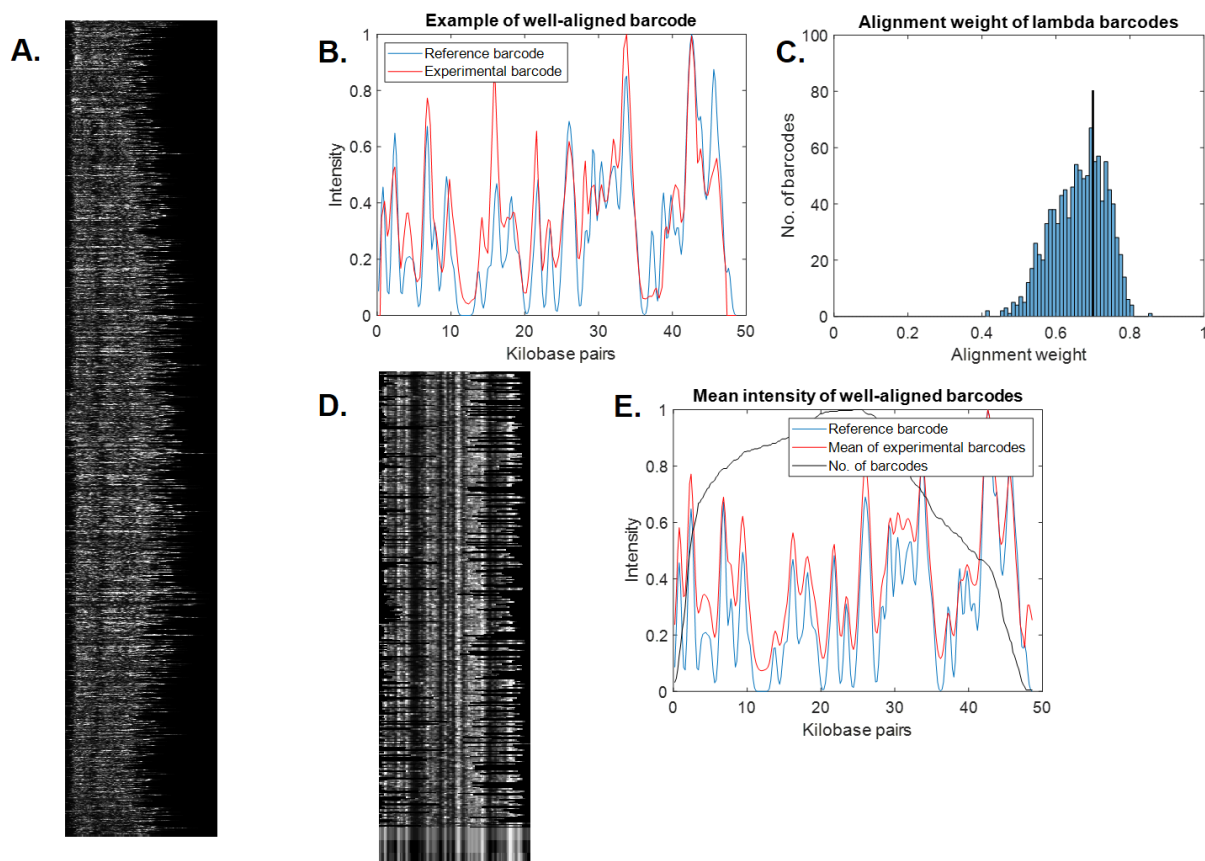 A.
B.
Example of well-aligned barcode
Reference barcode
Experimental barcode
Intensity
1
0.8
0.6
0.4
0.2
0
0 10 20 30 40 50
Kilobase pairs
C.
Alignment weight of lambda barcodes
No. of barcodes
100
80
60
40
20
0
0 0.2 0.4 0.6 0.8 1
Alignment weight
D.
E.
Mean intensity of well-aligned barcodes
Reference barcode
Mean of experimental barcodes
No. of barcodes
Intensity
1
0.8
0.6
0.4
0.2
0
0 10 20 30 40 50
Kilobase pairs